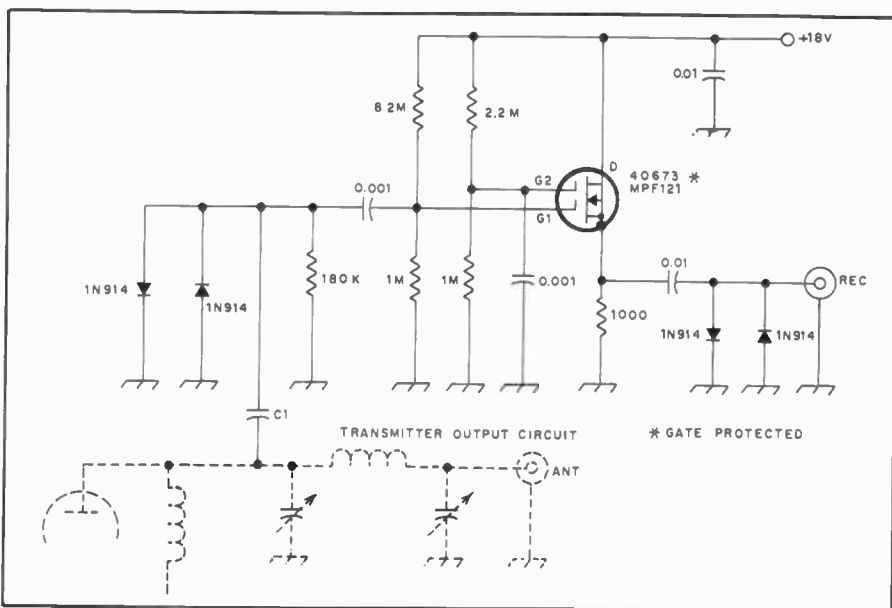 +18V
0.01
8.2M
2.2M
D
40673 *
MPF121
G2
0.001
G1
180K
1M
1M
0.001
0.01
REC
1N914
1N914
1000
1N914
1N914
C1
TRANSMITTER OUTPUT CIRCUIT
* GATE PROTECTED
ANT